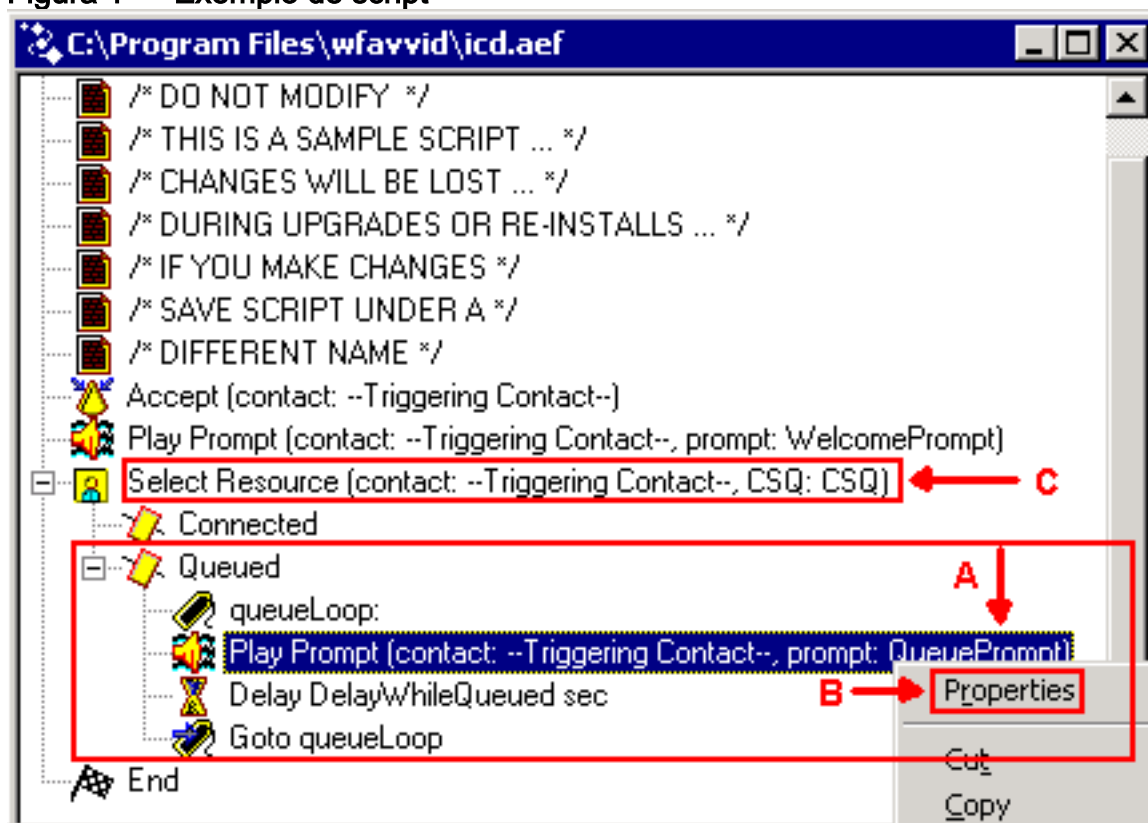 Figura 1 Exemplo de script
C:\Program Files\wfavvid\icd.aef
/* DO NOT MODIFY */
/* THIS IS A SAMPLE SCRIPT ... */
/* CHANGES WILL BE LOST ... */
/* DURING UPGRADES OR RE-INSTALLS ... */
/* IF YOU MAKE CHANGES */
/* SAVE SCRIPT UNDER A */
/* DIFFERENT NAME */
Accept (contact: --Triggering Contact--)
Play Prompt (contact: --Triggering Contact--, prompt: WelcomePrompt)
Select Resource (contact: --Triggering Contact--, CSQ: CSQ) C
Connected
Queued
A
queueLoop:
Play Prompt (contact: --Triggering Contact--, prompt: QueuePrompt)
Delay DelayWhileQueued sec
B Properties
Goto queueLoop
Cut
End
Copy